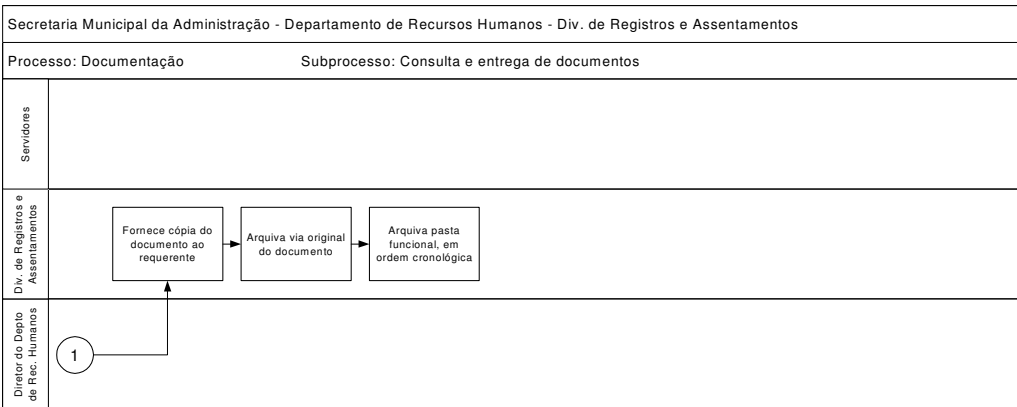 Secretaria Municipal da Administração - Departamento de Recursos Humanos - Div. de Registros e Assentamentos
Processo: Documentação Subprocesso: Consulta e entrega de documentos
Servidores
Div. de Registros e
Assentamentos
Fornece cópia do
documento ao
requerente
Arquiva via original
do documento
Arquiva pasta
funcional, em
ordem cronológica
Diretor do Depto
de Rec. Humanos
1